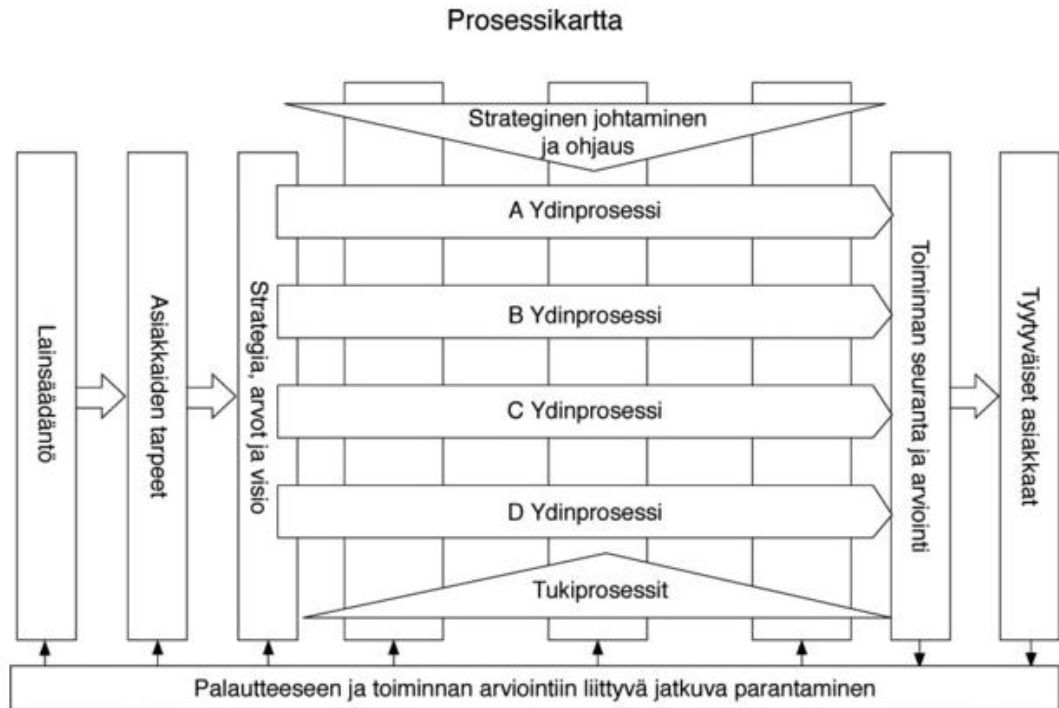 Prosessikartta
Strateginen johtaminen
ja ohjaus
Lainsäädäntö
Asiakkaiden tarpeet
Strategia, arvot ja visio
A Ydinprosessi
B Ydinprosessi
C Ydinprosessi
D Ydinprosessi
Tukiprosessit
Toiminnan seuranta ja arviointi
Tyytyväiset asiakkaat
Palautteeseen ja toiminnan arviointiin liittyvä jatkuva parantaminen